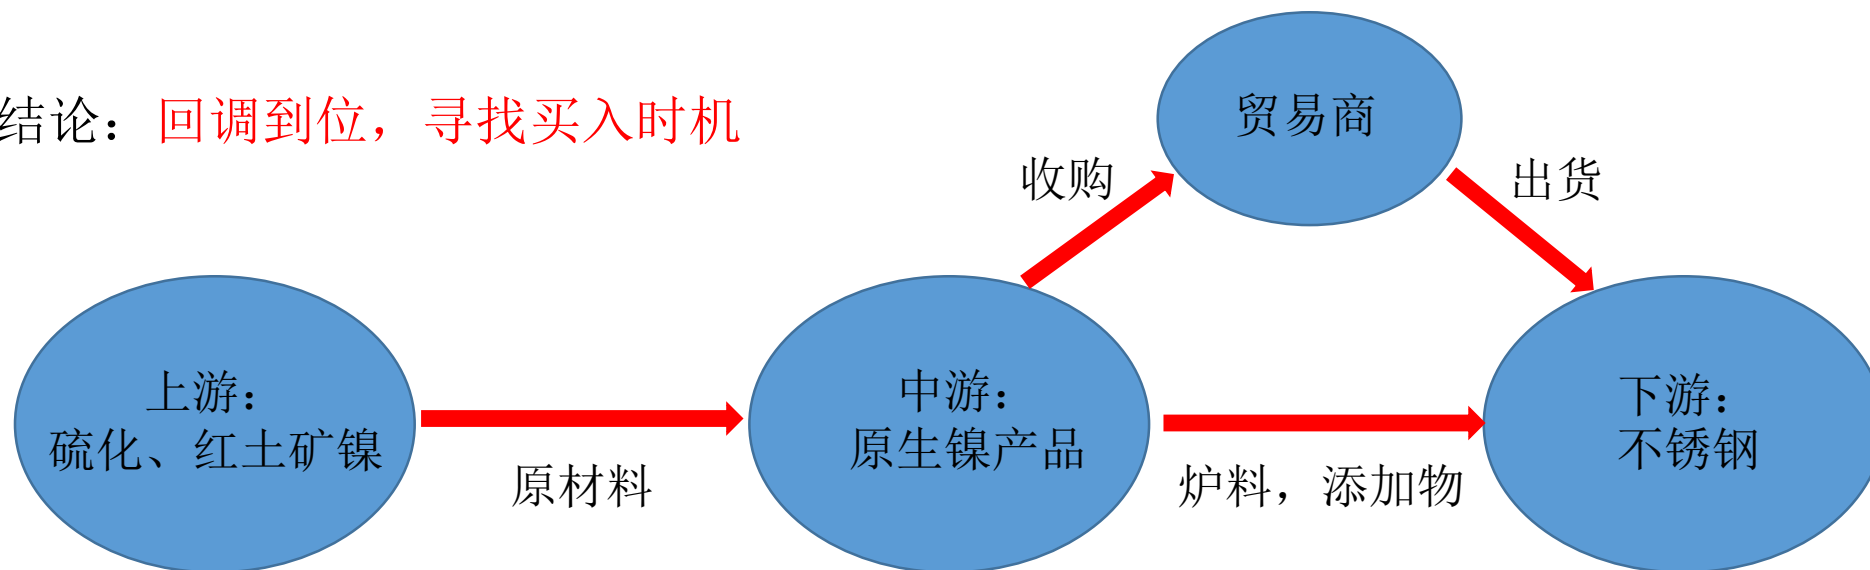 结论：回调到位，寻找买入时机
贸易商
收购
出货
上游：
硫化、红土矿镍
原材料
中游：
原生镍产品
炉料，添加物
下游：
不锈钢